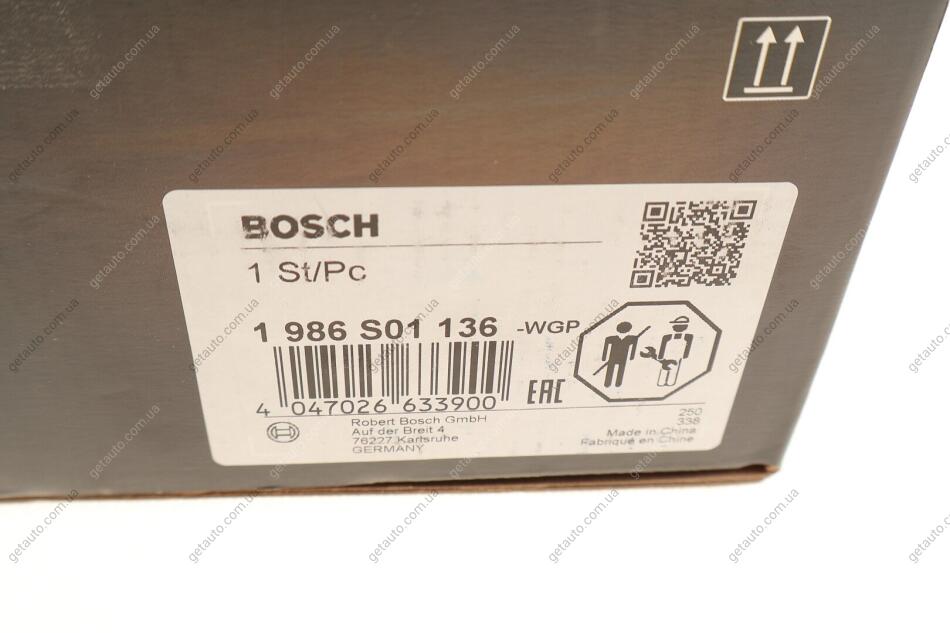 BOSCH
1 St/Pc
1 986 S01 136 -WGP
4 047026 633900
EAC
Robert Bosch GmbH
Auf der Breit 4
76227 Karlsruhe
GERMANY
250
338
Made in China
Fabriqué en Chine
getauto.com.ua